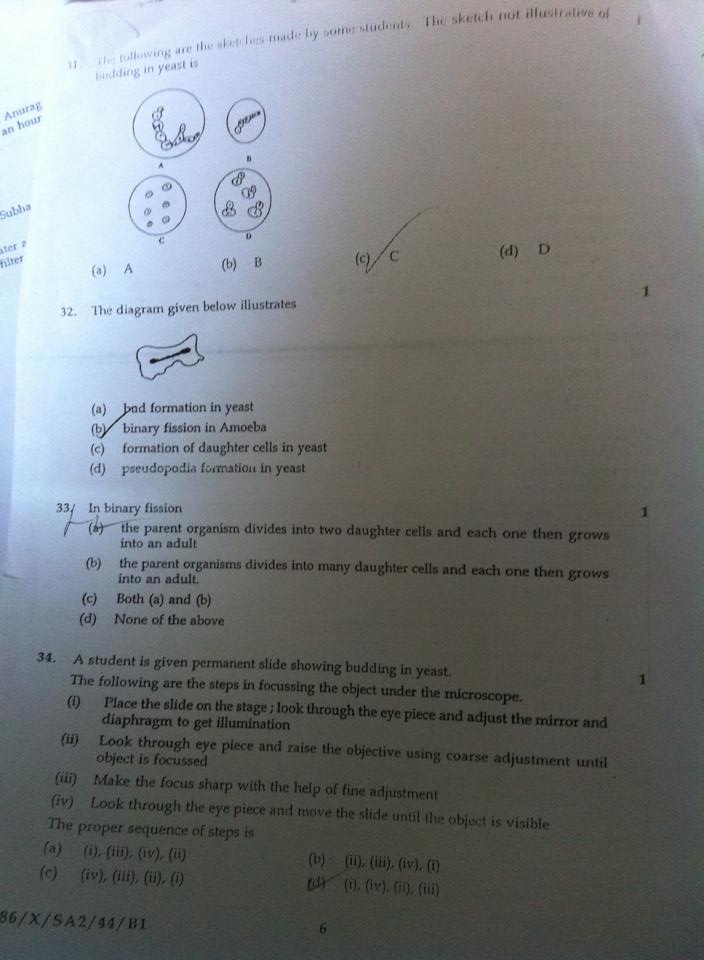 31. The following are the sketches made by some students. The sketch not illustrative of
budding in yeast is
Anurag
an hour
A
B
Subha
C
D
filter
(a) A (b) B (c) C (d) D
1
32. The diagram given below illustrates
(a) bad formation in yeast
(b) binary fission in Amoeba
(c) formation of daughter cells in yeast
(d) pseudopodia formation in yeast
33. In binary fission 1
(a) the parent organism divides into two daughter cells and each one then grows
into an adult
(b) the parent organisms divides into many daughter cells and each one then grows
into an adult.
(c) Both (a) and (b)
(d) None of the above
34. A student is given permanent slide showing budding in yeast. 1
The following are the steps in focussing the object under the microscope.
(i) Place the slide on the stage ; look through the eye piece and adjust the mirror and
diaphragm to get illumination
(ii) Look through eye piece and raise the objective using coarse adjustment until
object is focussed
(iii) Make the focus sharp with the help of fine adjustment
(iv) Look through the eye piece and move the slide until the object is visible
The proper sequence of steps is
(a) (i), (iii), (iv), (ii) (b) (ii), (iii), (iv), (i)
(c) (iv), (iii), (ii), (i) (d) (i), (iv), (ii), (iii)
86/X/SA2/44/B1 6